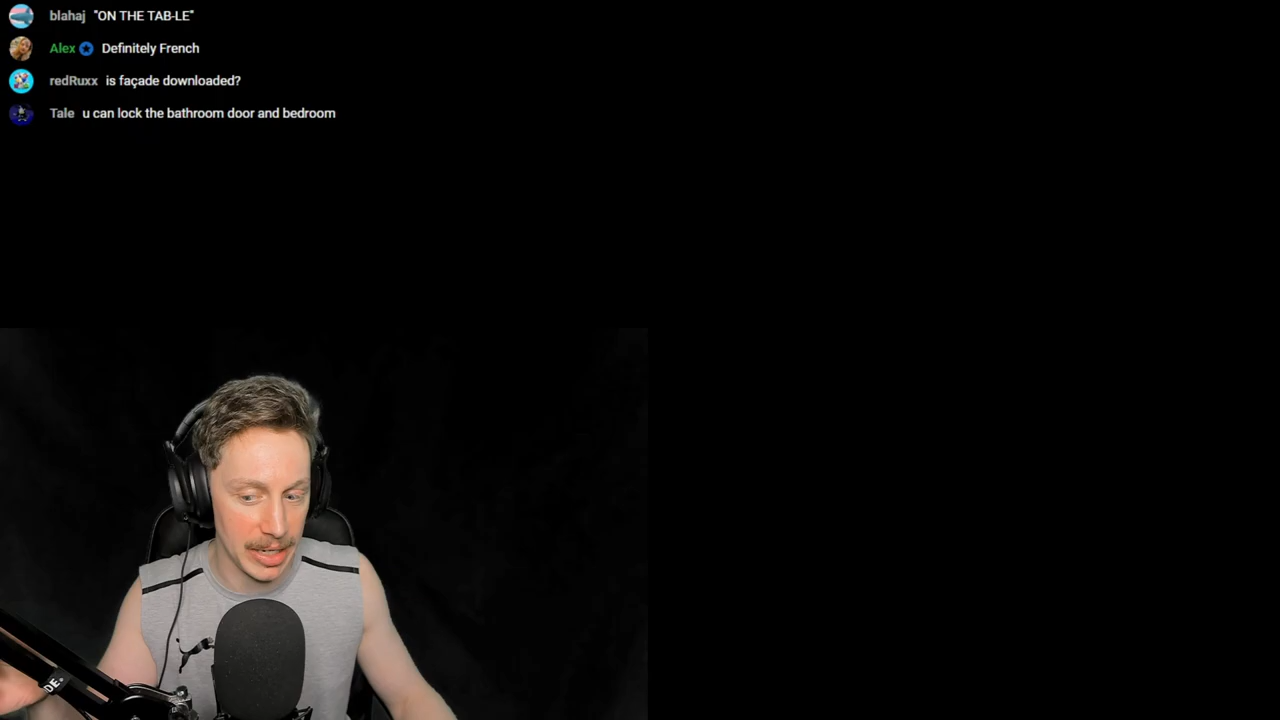 blahaj "ON THE TAB-LE"
Alex Definitely French
redRuxx is façade downloaded?
Tale u can lock the bathroom door and bedroom
DE.